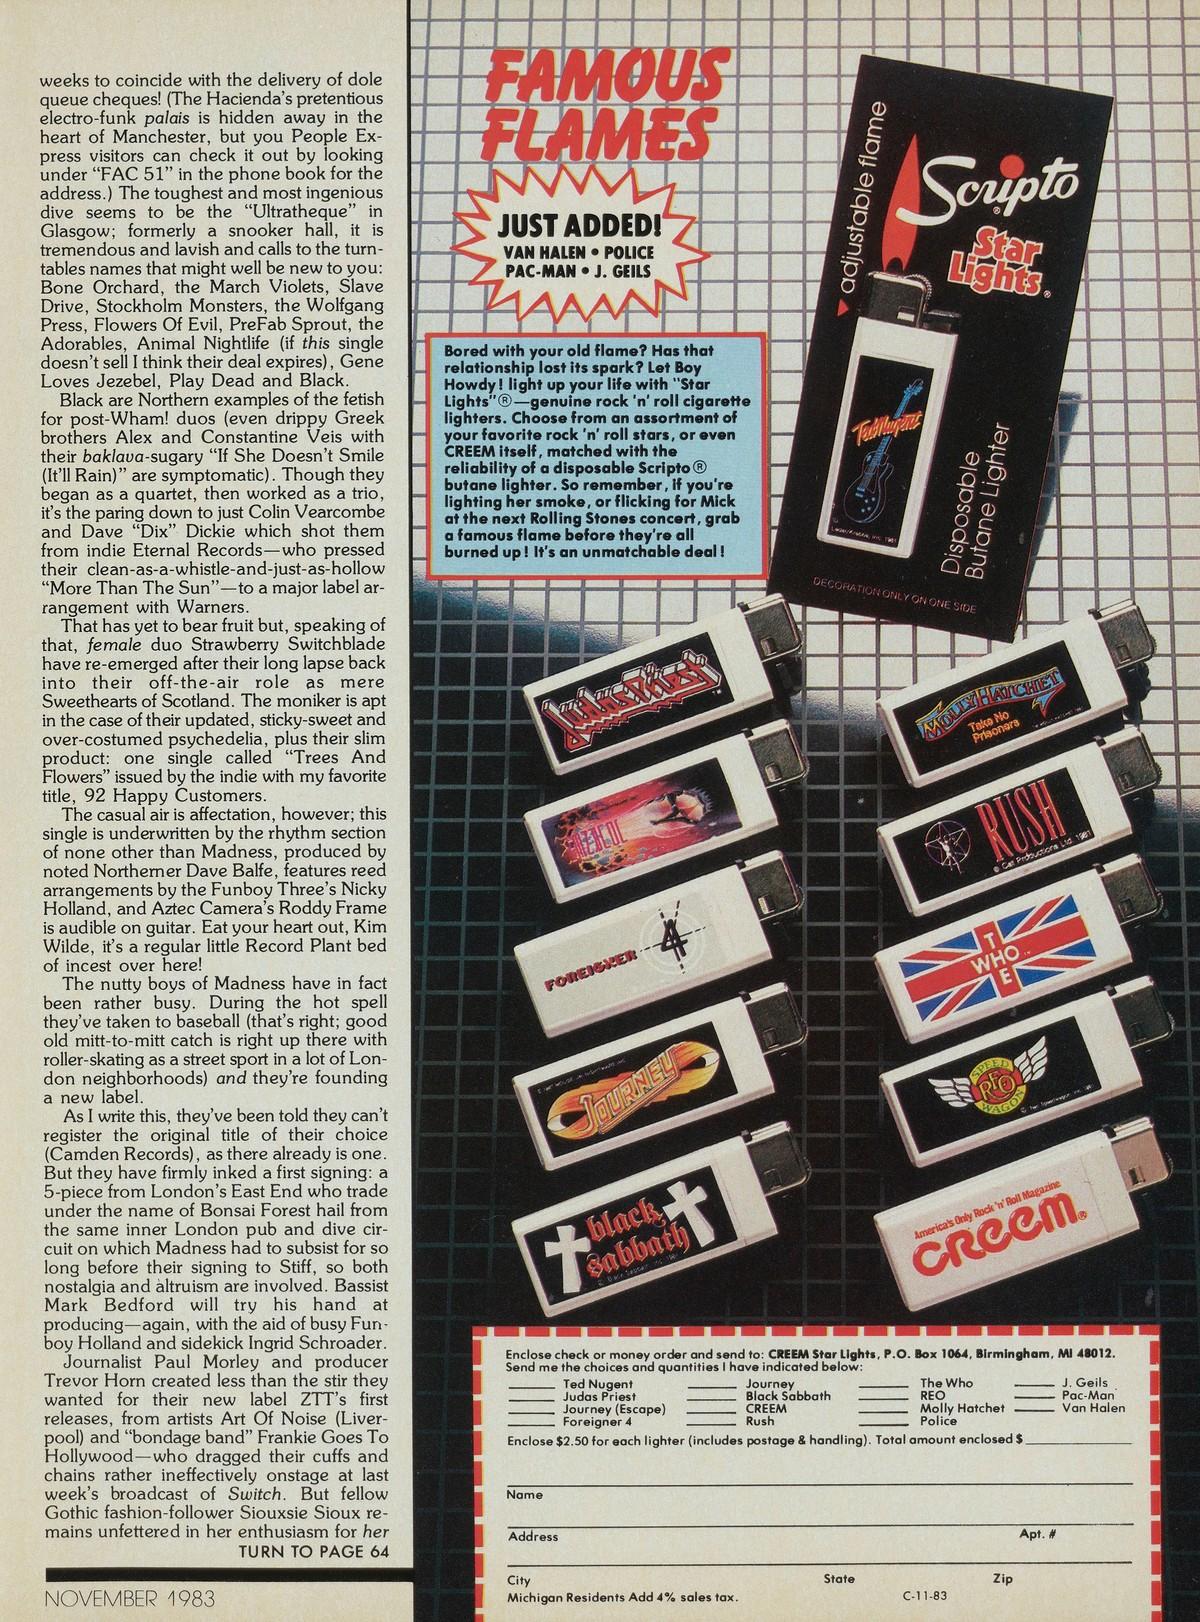 weeks to coincide with the delivery of dole
queue cheques! (The Hacienda's pretentious
electro-funk palais is hidden away in the
heart of Manchester, but you People Ex-
press visitors can check it out by looking
under "FAC 51" in the phone book for the
address.) The toughest and most ingenious
dive seems to be the "Ultratheque" in
Glasgow; formerly a snooker hall, it is
tremendous and lavish and calls to the turn-
tables names that might well be new to you:
Bone Orchard, the March Violets, Slave
Drive, Stockholm Monsters, the Wolfgang
Press, Flowers Of Evil, PreFab Sprout, the
Adorables, Animal Nightlife (if this single
doesn't sell I think their deal expires), Gene
Loves Jezebel, Play Dead and Black.
Black are Northern examples of the fetish
for post-Wham! duos (even drippy Greek
brothers Alex and Constantine Veis with
their baklava-sugary "If She Doesn't Smile
(It'll Rain)" are symptomatic). Though they
began as a quartet, then worked as a trio,
it's the paring down to just Colin Vearcombe
and Dave "Dix" Dickie which shot them
from indie Eternal Records—who pressed
their clean-as-a-whistle-and-just-as-hollow
"More Than The Sun"—to a major label ar-
rangement with Warners.
That has yet to bear fruit but, speaking of
that, female duo Strawberry Switchblade
have re-emerged after their long lapse back
into their off-the-air role as mere
Sweethearts of Scotland. The moniker is apt
in the case of their updated, sticky-sweet and
over-costumed psychedelia, plus their slim
product: one single called "Trees And
Flowers" issued by the indie with my favorite
title, 92 Happy Customers.
The casual air is affectation, however; this
single is underwritten by the rhythm section
of none other than Madness, produced by
noted Northerner Dave Balfe, features reed
arrangements by the Funboy Three's Nicky
Holland, and Aztec Camera's Roddy Frame
is audible on guitar. Eat your heart out, Kim
Wilde, it's a regular little Record Plant bed
of incest over here!
The nutty boys of Madness have in fact
been rather busy. During the hot spell
they've taken to baseball (that's right; good
old mitt-to-mitt catch is right up there with
roller-skating as a street sport in a lot of Lon-
don neighborhoods) and they're founding
a new label.
As I write this, they've been told they can't
register the original title of their choice
(Camden Records), as there already is one.
But they have firmly inked a first signing: a
5-piece from London's East End who trade
under the name of Bonsai Forest hail from
the same inner London pub and dive cir-
cuit on which Madness had to subsist for so
long before their signing to Stiff, so both
nostalgia and altruism are involved. Bassist
Mark Bedford will try his hand at
producing—again, with the aid of busy Fun-
boy Holland and sidekick Ingrid Schroader.
Journalist Paul Morley and producer
Trevor Horn created less than the stir they
wanted for their new label ZTT's first
releases, from artists Art Of Noise (Liver-
pool) and "bondage band" Frankie Goes To
Hollywood—who dragged their cuffs and
chains rather ineffectively onstage at last
week's broadcast of Switch. But fellow
Gothic fashion-follower Siouxsie Sioux re-
mains unfettered in her enthusiasm for her
TURN TO PAGE 64
NOVEMBER 1983
FAMOUS
FLAMES
JUST ADDED!
VAN HALEN • POLICE
PAC-MAN • J. GEILS
Bored with your old flame? Has that
relationship lost its spark? Let Boy
Howdy! light up your life with "Star
Lights"®—genuine rock 'n' roll cigarette
lighters. Choose from an assortment of
your favorite rock 'n' roll stars, or even
CREEM itself, matched with the
reliability of a disposable Scripto®
butane lighter. So remember, if you're
lighting her smoke, or flicking for Mick
at the next Rolling Stones concert, grab
a famous flame before they're all
burned up! It's an unmatchable deal!
adjustable flame
Scripto®
Star
Lights®
Ted Nugent
Disposable
Butane Lighter
DECORATION ONLY ON ONE SIDE
Judas Priest
MOLLY HATCHET
Take No
Prisoners
RUSH
FOREIGNER 4
THE
WHO
JOURNEY
SPEED
REO
WAGON
black
sabbath
America's Only Rock 'n' Roll Magazine
CREEM®
Enclose check or money order and send to: CREEM Star Lights, P.O. Box 1064, Birmingham, MI 48012.
Send me the choices and quantities I have indicated below:
Ted Nugent
Judas Priest
Journey (Escape)
Foreigner 4
Journey
Black Sabbath
CREEM
Rush
The Who
REO
Molly Hatchet
Police
J. Geils
Pac-Man
Van Halen
Enclose $2.50 for each lighter (includes postage & handling). Total amount enclosed $
Name
Address Apt. #
City State Zip
Michigan Residents Add 4% sales tax. C-11-83